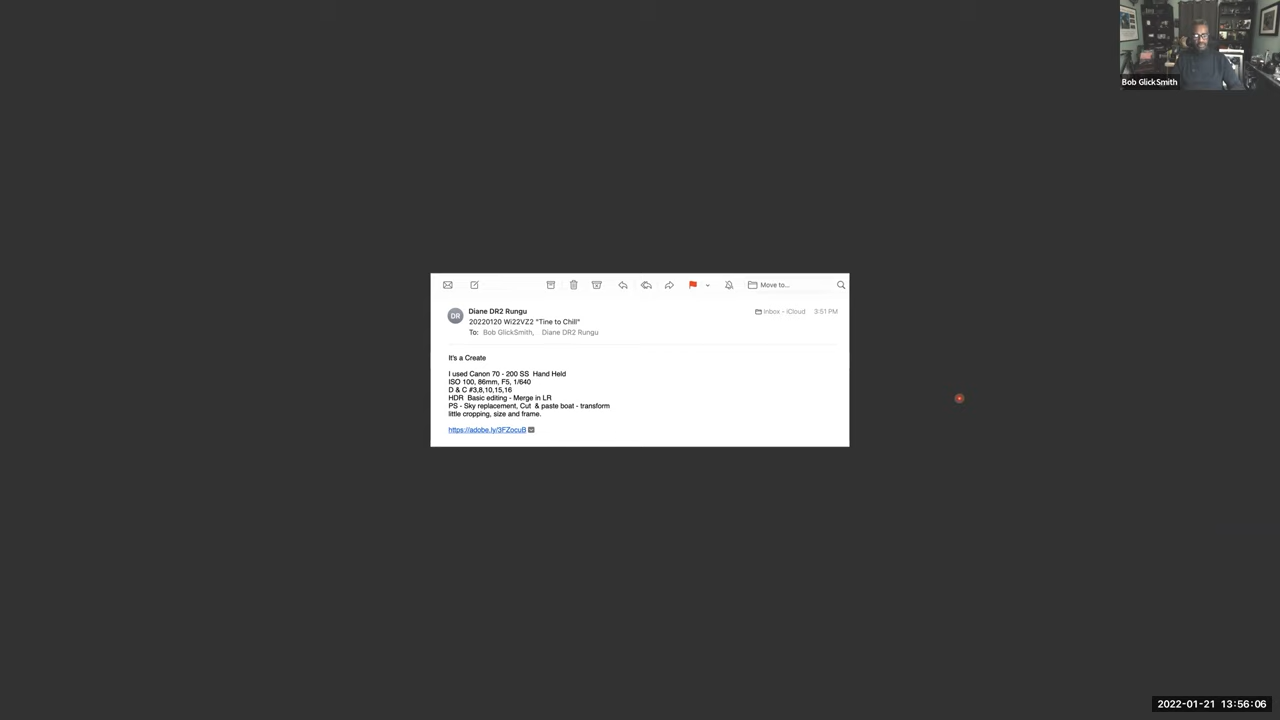 Bob GlickSmith
Move to...
DR
Diane DR2 Rungu
Inbox - iCloud 3:51 PM
20220120 Wi22VZ2 "Tine to Chill"
To: Bob GlickSmith, Diane DR2 Rungu
It's a Create
I used Canon 70 - 200 SS Hand Held
ISO 100, 86mm, F5, 1/640
D & C #3,8,10,15,16
HDR Basic editing - Merge in LR
PS - Sky replacement, Cut & paste boat - transform
little cropping, size and frame.
https://adobe.ly/3FZocuB
2022-01-21 13:56:06